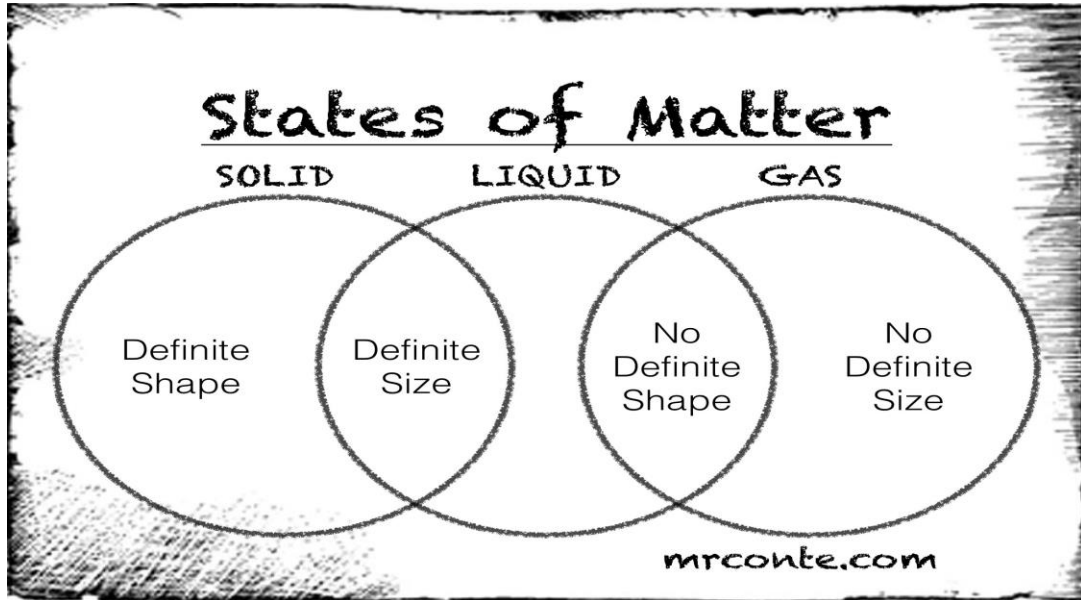 States of Matter
SOLID LIQUID GAS
Definite
Shape
Definite
Size
No
Definite
Shape
No
Definite
Size
mrconte.com